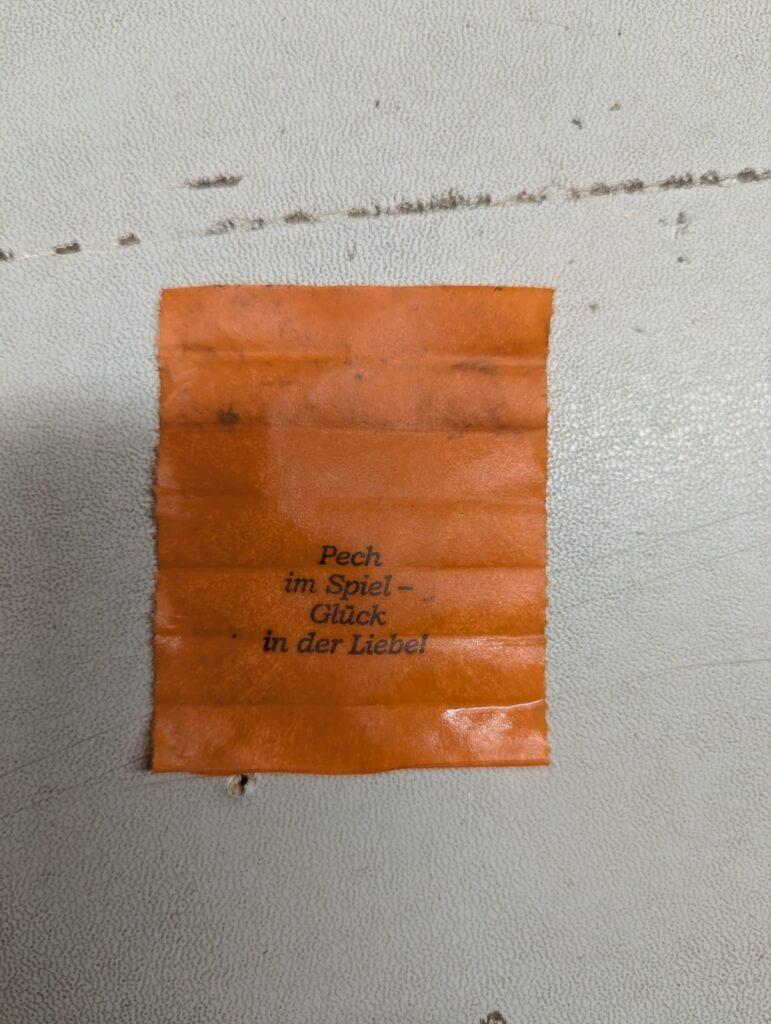 Pech
im Spiel –
Glück
in der Liebe!